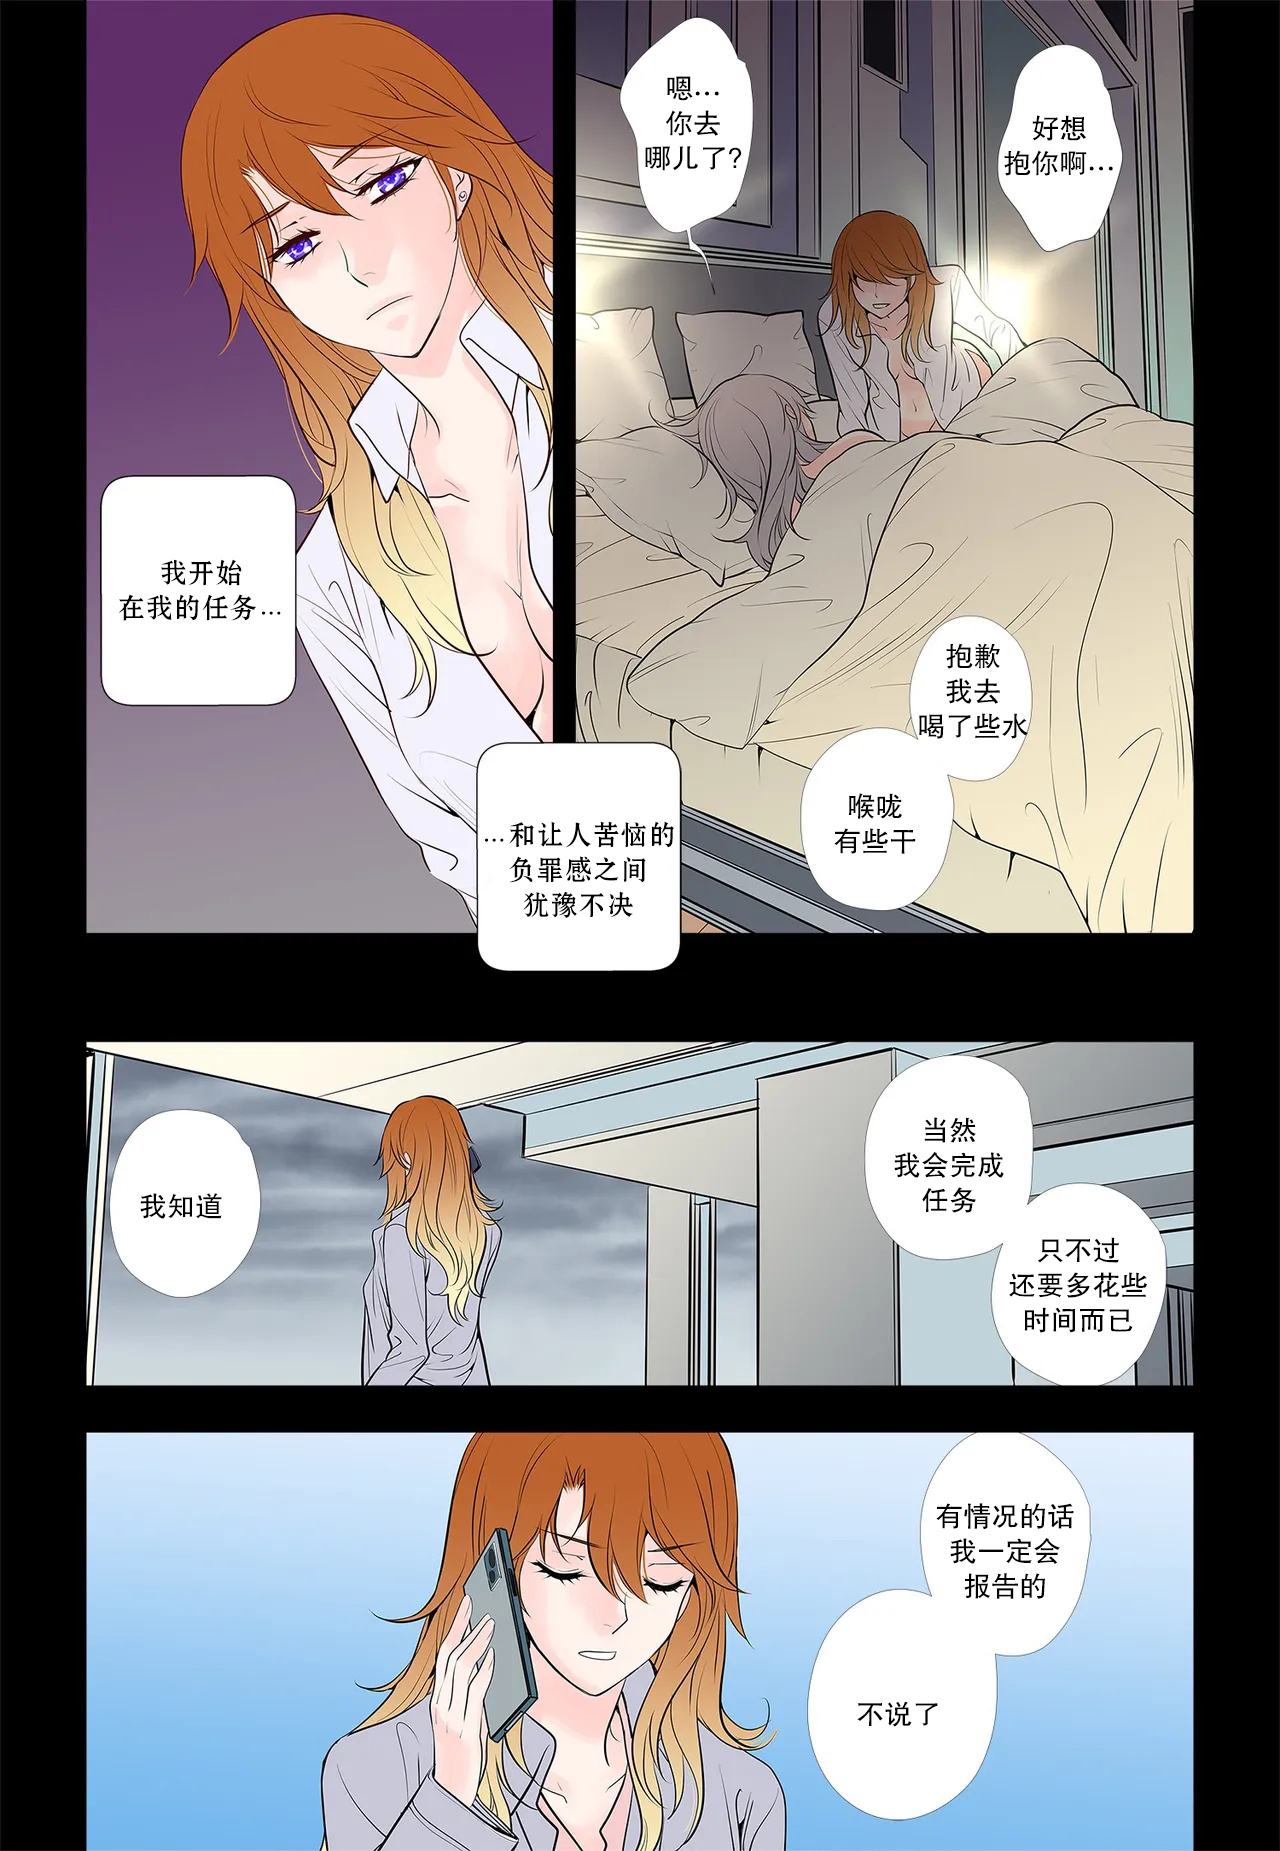 好想
抱你啊…
嗯…
你去
哪儿了?
抱歉
我去
喝了些水
喉咙
有些干
我开始
在我的任务…
…和让人苦恼的
负罪感之间
犹豫不决
当然
我会完成
任务
只不过
还要多花些
时间而已
我知道
有情况的话
我一定会
报告的
不说了